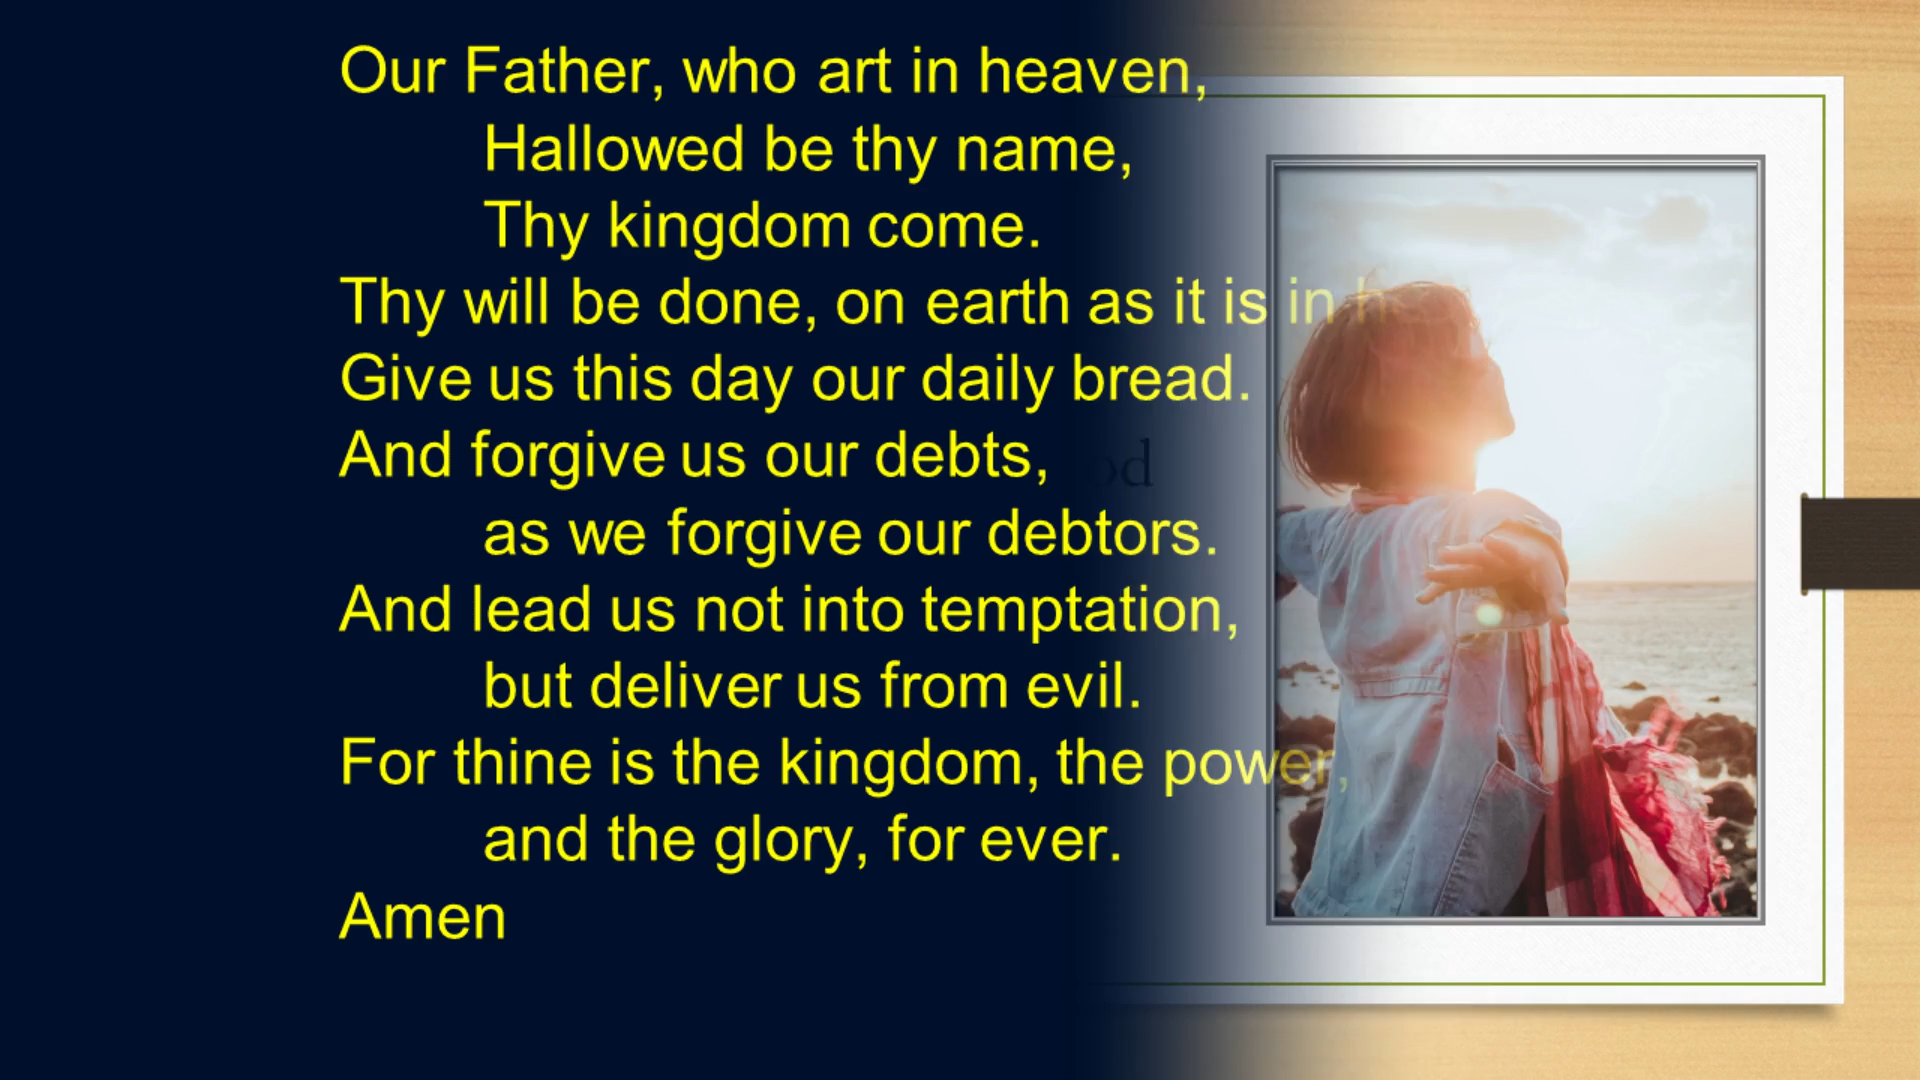 Our Father, who art in heaven,
Hallowed be thy name,
Thy kingdom come.
Thy will be done, on earth as it is in
Give us this day our daily bread.
And forgive us our debts,
as we forgive our debtors.
And lead us not into temptation,
but deliver us from evil.
For thine is the kingdom, the power,
and the glory, for ever.
Amen